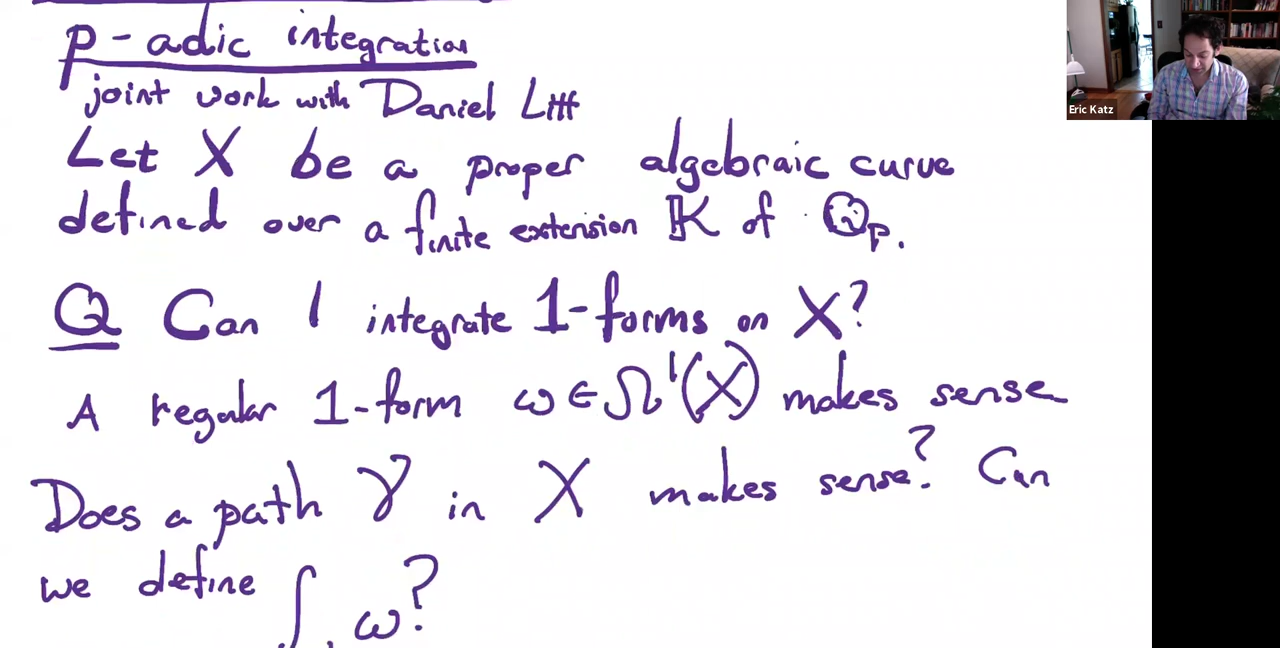 p-adic integration
joint work with Daniel Litt
Let X be a proper algebraic curve
defined over a finite extension 𝕂 of ℚp.
Q Can I integrate 1-forms on X?
A regular 1-form ω ∈ Ω¹(X) makes sense
Does a path γ in X makes sense? Can
we define ∫ ω?
Eric Katz